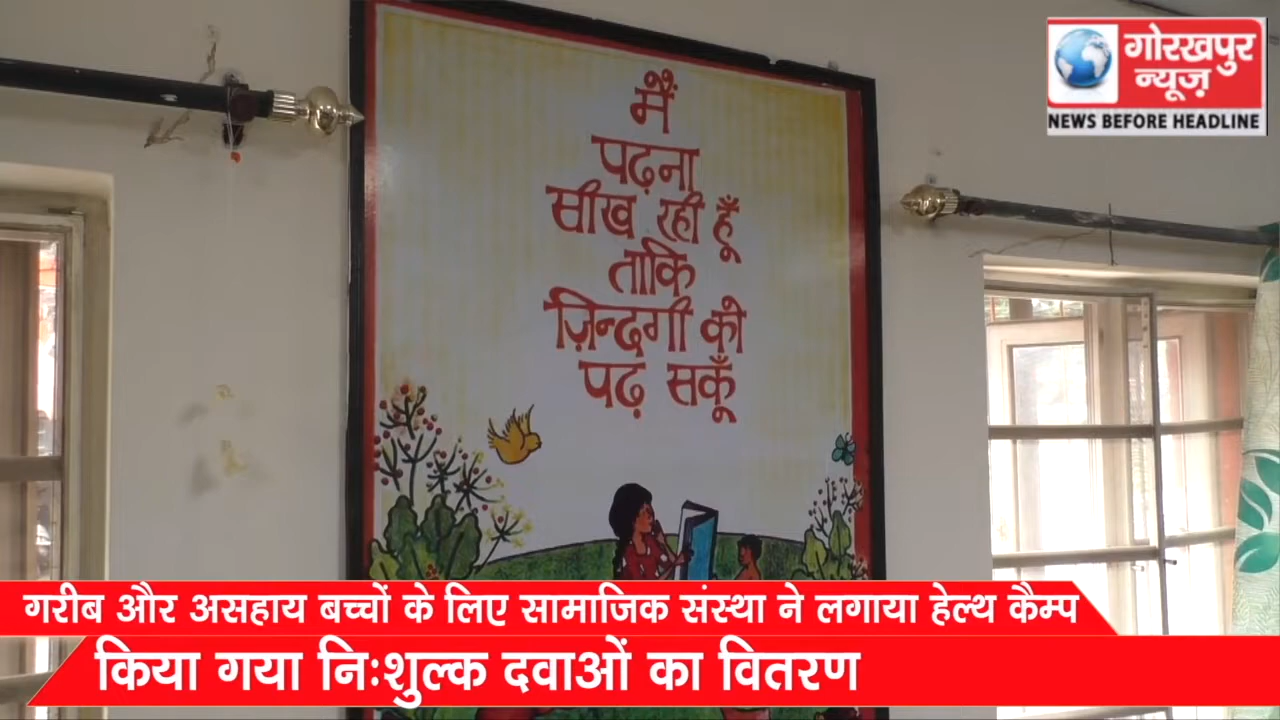 गोरखपुर
न्यूज़
NEWS BEFORE HEADLINE
मैं
पढ़ना
सीख रही हूँ
ताकि
ज़िन्दगी को
पढ़ सकूँ
गरीब और असहाय बच्चों के लिए सामाजिक संस्था ने लगाया हेल्थ कैम्प
किया गया निःशुल्क दवाओं का वितरण